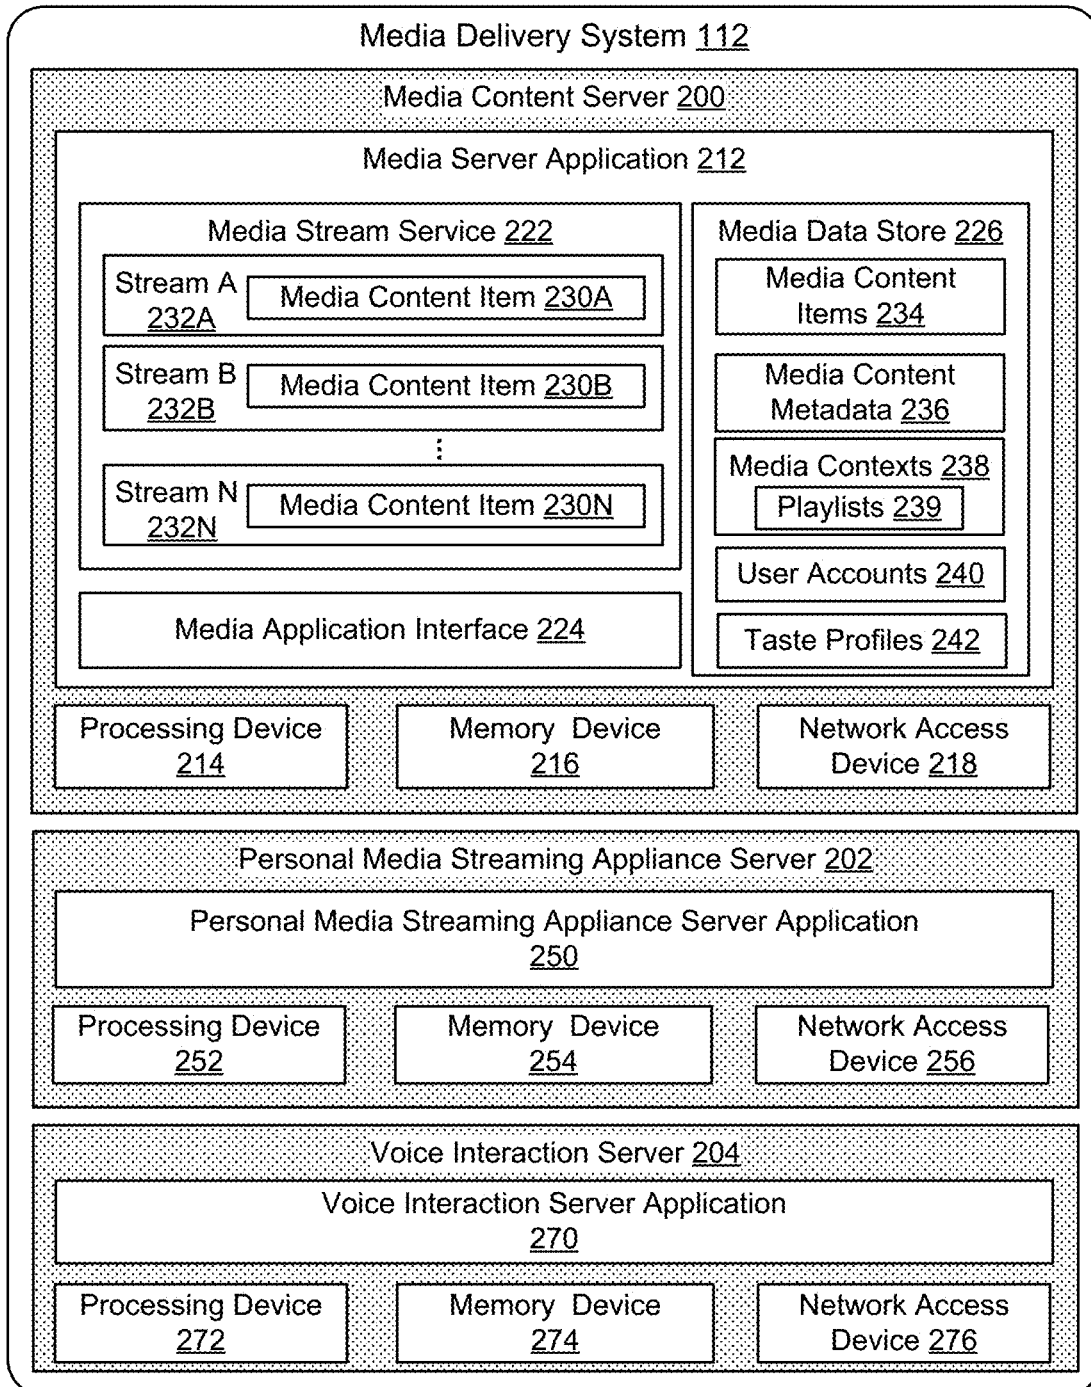 Media Delivery System 112
Media Content Server 200
Media Server Application 212
Media Stream Service 222
Stream A
232A
Media Content Item 230A
Stream B
232B
Media Content Item 230B
⋮
Stream N
232N
Media Content Item 230N
Media Application Interface 224
Media Data Store 226
Media Content
Items 234
Media Content
Metadata 236
Media Contexts 238
Playlists 239
User Accounts 240
Taste Profiles 242
Processing Device
214
Memory Device
216
Network Access
Device 218
Personal Media Streaming Appliance Server 202
Personal Media Streaming Appliance Server Application
250
Processing Device
252
Memory Device
254
Network Access
Device 256
Voice Interaction Server 204
Voice Interaction Server Application
270
Processing Device
272
Memory Device
274
Network Access
Device 276